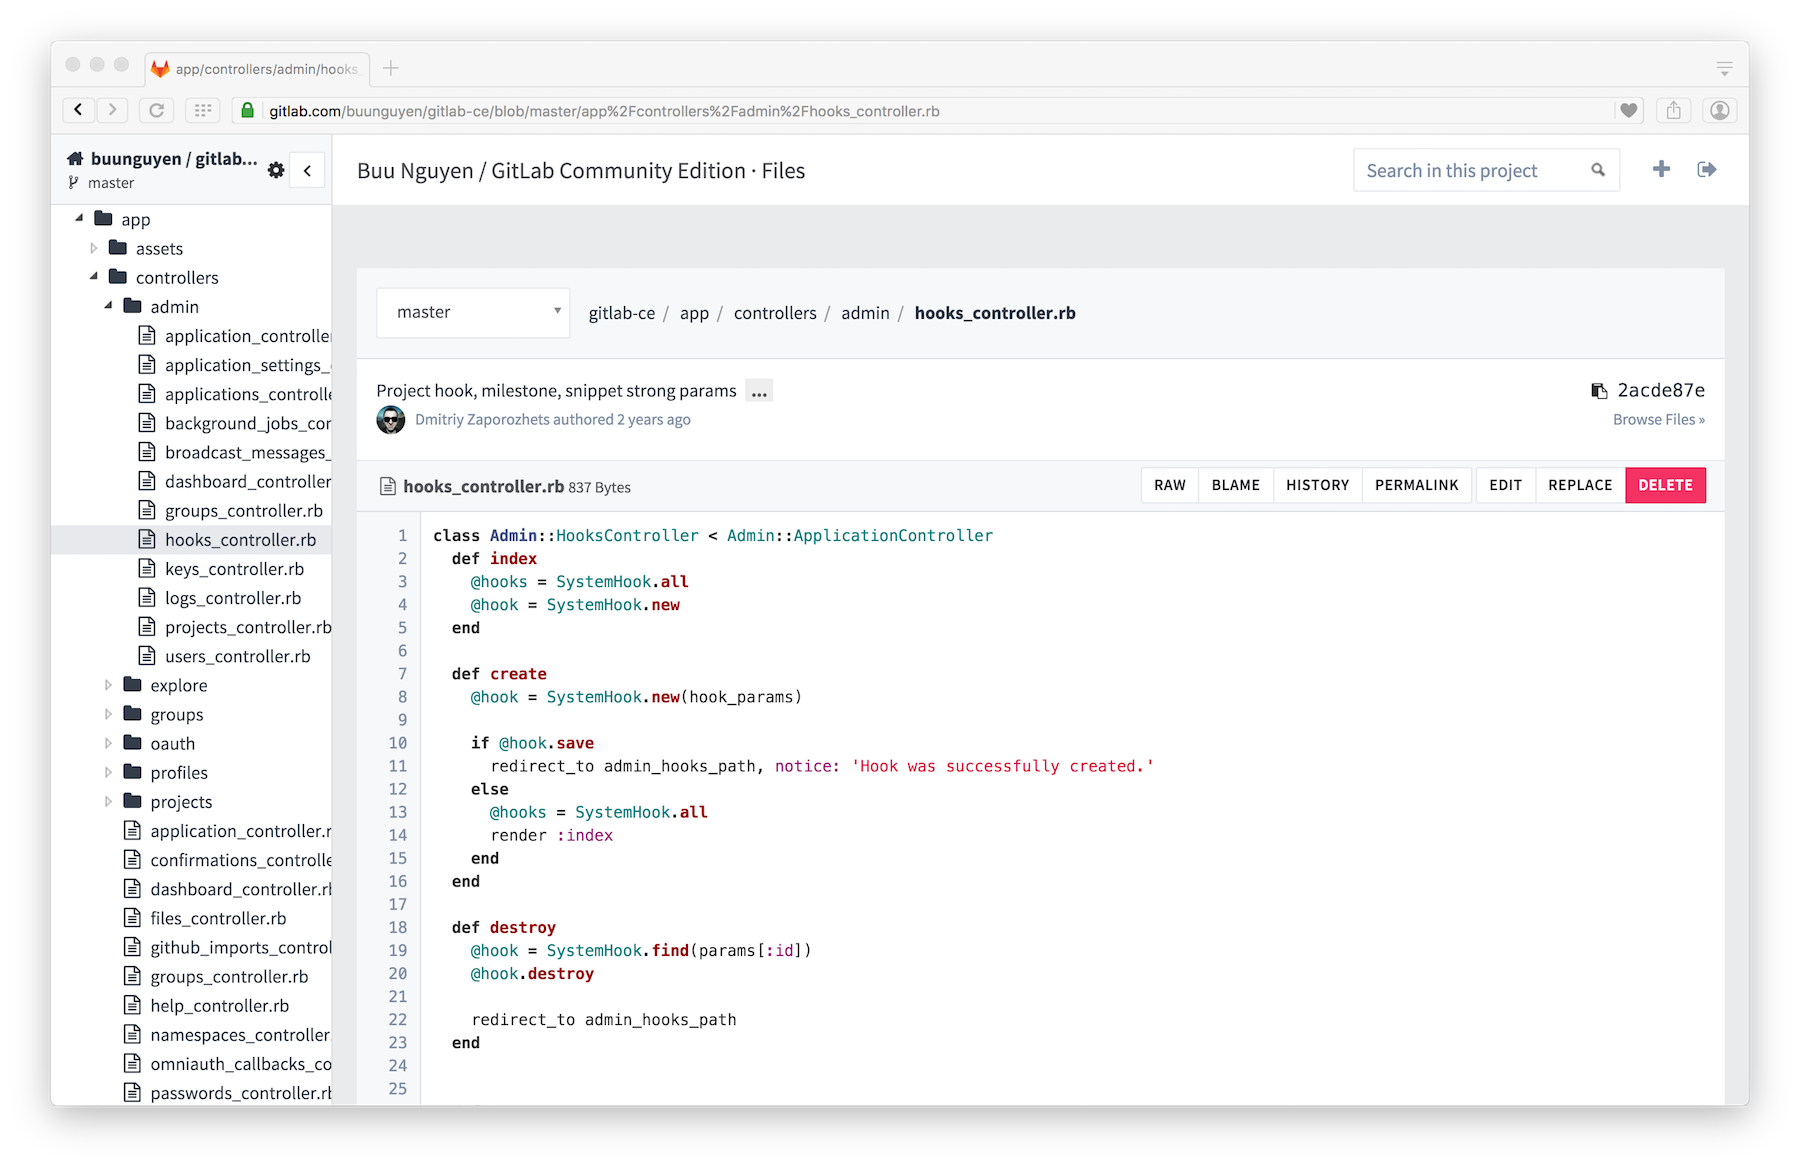 app/controllers/admin/hooks_
gitlab.com/buunguyen/gitlab-ce/blob/master/app%2Fcontrollers%2Fadmin%2Fhooks_controller.rb
buunguyen / gitlab...
master
app
assets
controllers
admin
application_controller
application_settings_
applications_controlle
background_jobs_con
broadcast_messages_
dashboard_controller
groups_controller.rb
hooks_controller.rb
keys_controller.rb
logs_controller.rb
projects_controller.rb
users_controller.rb
explore
groups
oauth
profiles
projects
application_controller.r
confirmations_controlle
dashboard_controller.rb
files_controller.rb
github_imports_control
groups_controller.rb
help_controller.rb
namespaces_controller.
omniauth_callbacks_co
passwords_controller.rb
Buu Nguyen / GitLab Community Edition · Files
Search in this project
master
gitlab-ce / app / controllers / admin / hooks_controller.rb
Project hook, milestone, snippet strong params ...
2acde87e
Dmitriy Zaporozhets authored 2 years ago
Browse Files »
hooks_controller.rb 837 Bytes
RAW BLAME HISTORY PERMALINK EDIT REPLACE DELETE
1 class Admin::HooksController < Admin::ApplicationController
2 def index
3 @hooks = SystemHook.all
4 @hook = SystemHook.new
5 end
6
7 def create
8 @hook = SystemHook.new(hook_params)
9
10 if @hook.save
11 redirect_to admin_hooks_path, notice: 'Hook was successfully created.'
12 else
13 @hooks = SystemHook.all
14 render :index
15 end
16 end
17
18 def destroy
19 @hook = SystemHook.find(params[:id])
20 @hook.destroy
21
22 redirect_to admin_hooks_path
23 end
24
25